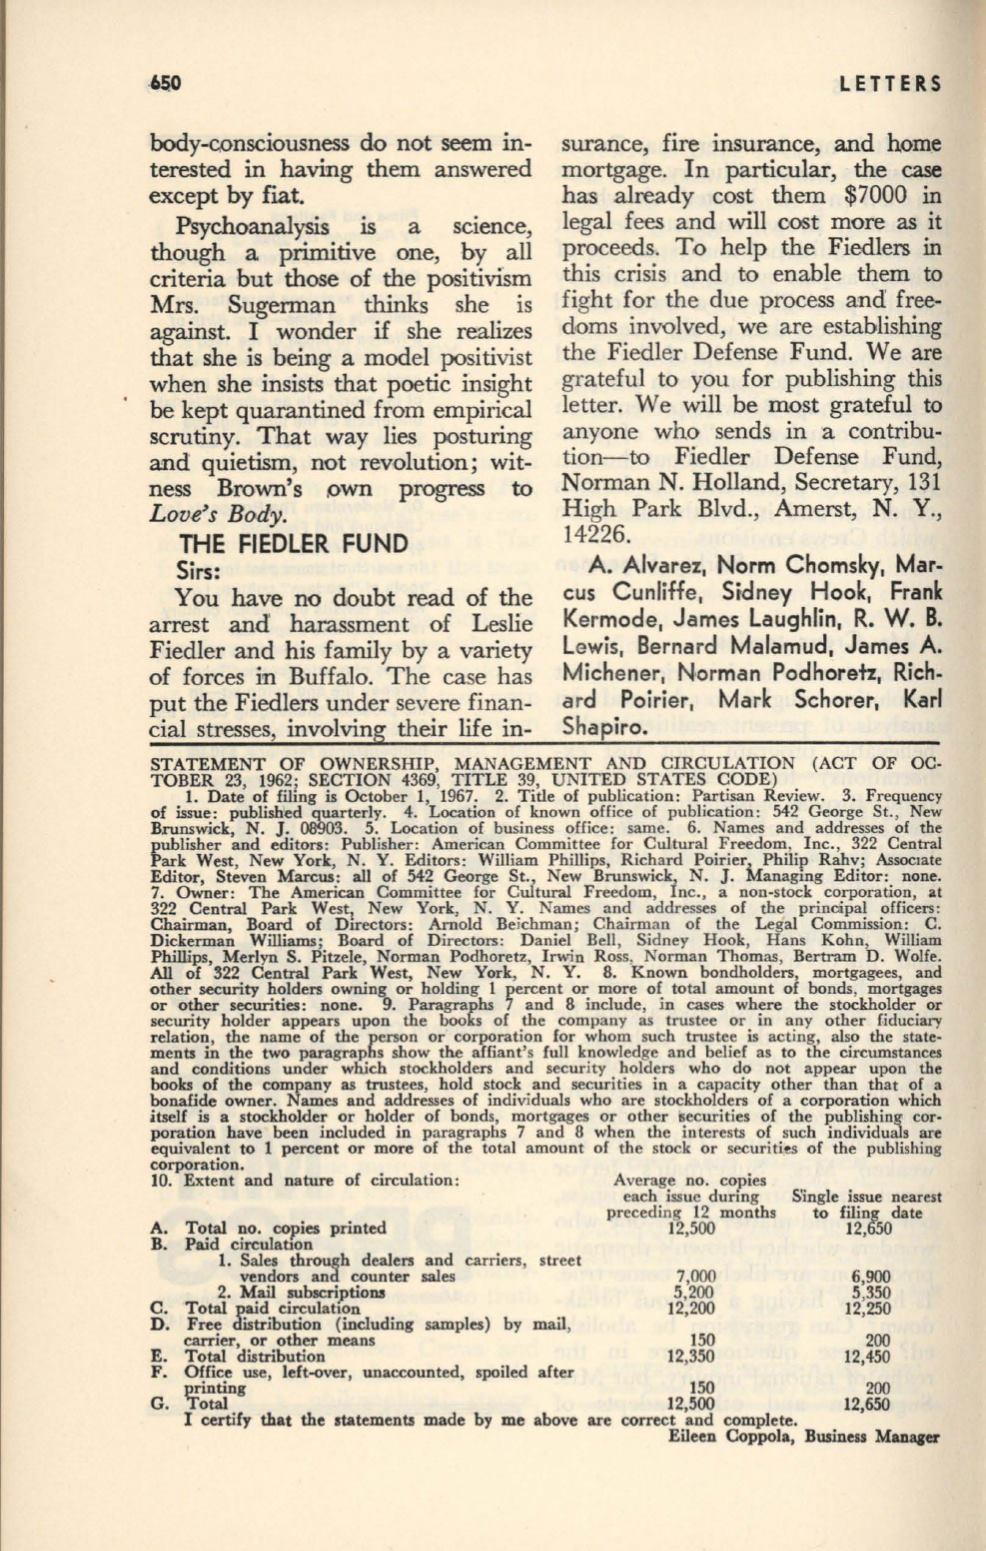 650
LETTERS
body-consciousness do not seem in-
terested in having them answered
except by fiat.
Psychoanalysis is a science,
though a primitive one, by all
criteria but those of the positivism
Mrs. Sugerman thinks she is
against. I wonder if she realizes
that she is being a model positivist
when she insists that poetic insight
be kept quarantined from empirical
scrutiny. That way lies posturing
and quietism, not revolution; wit-
ness Brown's own progress to
Love's Body.
THE FIEDLER FUND
Sirs:
You have no doubt read of the
arrest and harassment of Leslie
Fiedler and his family by a variety
of forces in Buffalo. The case has
put the Fiedlers under severe finan-
cial stresses, involving their life in-
surance, fire insurance, and home
mortgage. In particular, the case
has already cost them $7000 in
legal fees and will cost more as it
proceeds. To help the Fiedlers in
this crisis and to enable them to
fight for the due process and free-
doms involved, we are establishing
the Fiedler Defense Fund. We are
grateful to you for publishing this
letter. We will be most grateful to
anyone who sends in a contribu-
tion—to Fiedler Defense Fund,
Norman N. Holland, Secretary, 131
High Park Blvd., Amerst, N. Y.,
14226.
A. Alvarez, Norm Chomsky, Mar-
cus Cunliffe, Sidney Hook, Frank
Kermode, James Laughlin, R. W. B.
Lewis, Bernard Malamud, James A.
Michener, Norman Podhoretz, Rich-
ard Poirier, Mark Schorer, Karl
Shapiro.
STATEMENT OF OWNERSHIP, MANAGEMENT AND CIRCULATION (ACT OF OC-
TOBER 23, 1962; SECTION 4369, TITLE 39, UNITED STATES CODE)
1. Date of filing is October 1, 1967. 2. Title of publication: Partisan Review. 3. Frequency
of issue: published quarterly. 4. Location of known office of publication: 542 George St., New
Brunswick, N. J. 08903. 5. Location of business office: same. 6. Names and addresses of the
publisher and editors: Publisher: American Committee for Cultural Freedom, Inc., 322 Central
Park West, New York, N. Y. Editors: William Phillips, Richard Poirier, Philip Rahv; Associate
Editor, Steven Marcus: all of 542 George St., New Brunswick, N. J. Managing Editor: none.
7. Owner: The American Committee for Cultural Freedom, Inc., a non-stock corporation, at
322 Central Park West, New York, N. Y. Names and addresses of the principal officers:
Chairman, Board of Directors: Arnold Beichman; Chairman of the Legal Commission: C.
Dickerman Williams; Board of Directors: Daniel Bell, Sidney Hook, Hans Kohn, William
Phillips, Merlyn S. Pitzele, Norman Podhoretz, Irwin Ross, Norman Thomas, Bertram D. Wolfe.
All of 322 Central Park West, New York, N. Y. 8. Known bondholders, mortgagees, and
other security holders owning or holding 1 percent or more of total amount of bonds, mortgages
or other securities: none. 9. Paragraphs 7 and 8 include, in cases where the stockholder or
security holder appears upon the books of the company as trustee or in any other fiduciary
relation, the name of the person or corporation for whom such trustee is acting, also the state-
ments in the two paragraphs show the affiant's full knowledge and belief as to the circumstances
and conditions under which stockholders and security holders who do not appear upon the
books of the company as trustees, hold stock and securities in a capacity other than that of a
bonafide owner. Names and addresses of individuals who are stockholders of a corporation which
itself is a stockholder or holder of bonds, mortgages or other securities of the publishing cor-
poration have been included in paragraphs 7 and 8 when the interests of such individuals are
equivalent to 1 percent or more of the total amount of the stock or securities of the publishing
corporation.
10. Extent and nature of circulation:
Average no. copies
each issue during
preceding 12 months
Single issue nearest
to filing date
A. Total no. copies printed 12,500 12,650
B. Paid circulation
1. Sales through dealers and carriers, street
vendors and counter sales 7,000 6,900
2. Mail subscriptions 5,200 5,350
C. Total paid circulation 12,200 12,250
D. Free distribution (including samples) by mail,
carrier, or other means 150 200
E. Total distribution 12,350 12,450
F. Office use, left-over, unaccounted, spoiled after
printing 150 200
G. Total 12,500 12,650
I certify that the statements made by me above are correct and complete.
Eileen Coppola, Business Manager